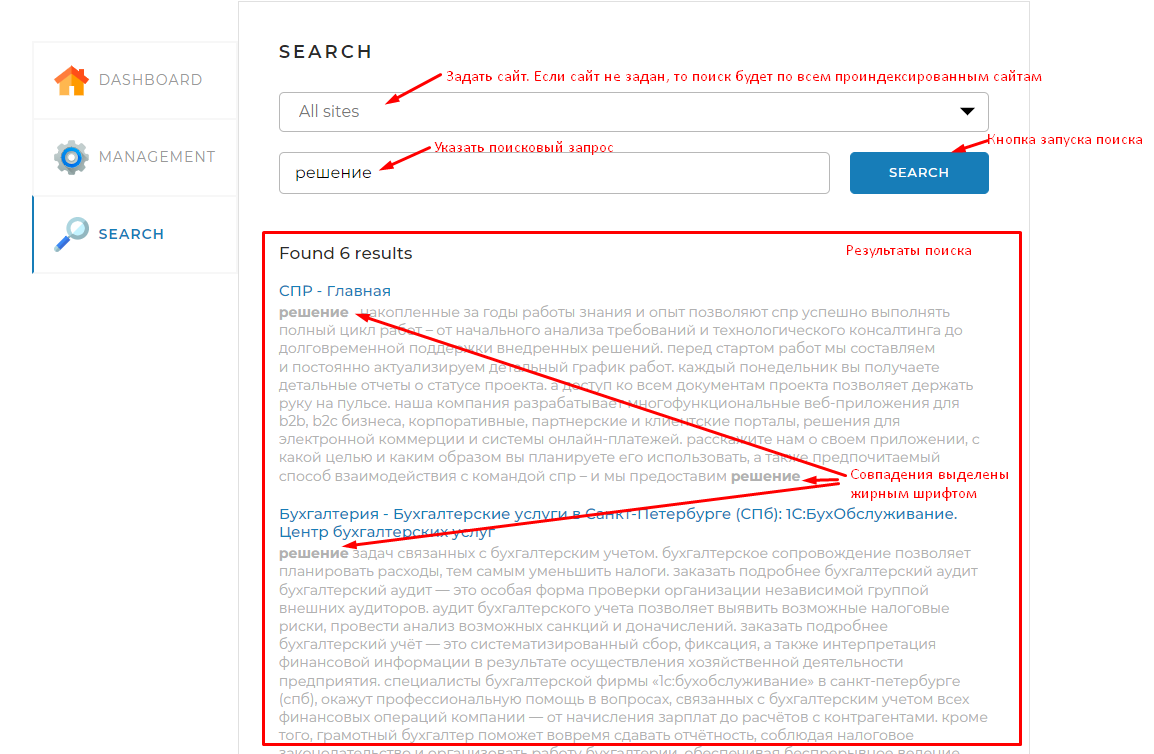 DASHBOARD
MANAGEMENT
SEARCH
SEARCH
Задать сайт. Если сайт не задан, то поиск будет по всем проиндексированным сайтам
All sites
Указать поисковый запрос
Кнопка запуска поиска
решение
SEARCH
Found 6 results
Результаты поиска
СПР - Главная
решение накопленные за годы работы знания и опыт позволяют спр успешно выполнять
полный цикл работ – от начального анализа требований и технологического консалтинга до
долговременной поддержки внедренных решений. перед стартом работ мы составляем
и постоянно актуализируем детальный график работ. каждый понедельник вы получаете
детальные отчеты о статусе проекта. а доступ ко всем документам проекта позволяет держать
руку на пульсе. наша компания разрабатывает многофункциональные веб-приложения для
b2b, b2c бизнеса, корпоративные, партнерские и клиентские порталы, решения для
электронной коммерции и системы онлайн-платежей. расскажите нам о своем приложении, с
какой целью и каким образом вы планируете его использовать, а также предпочитаемый
способ взаимодействия с командой спр – и мы предоставим решение
Совпадения выделены
жирным шрифтом
Бухгалтерия - Бухгалтерские услуги в Санкт-Петербурге (СПб): 1С:БухОбслуживание.
Центр бухгалтерских услуг
решение задач связанных с бухгалтерским учетом. бухгалтерское сопровождение позволяет
планировать расходы, тем самым уменьшить налоги. заказать подробнее бухгалтерский аудит
бухгалтерский аудит — это особая форма проверки организации независимой группой
внешних аудиторов. аудит бухгалтерского учета позволяет выявить возможные налоговые
риски, провести анализ возможных санкций и доначислений. заказать подробнее
бухгалтерский учёт — это систематизированный сбор, фиксация, а также интерпретация
финансовой информации в результате осуществления хозяйственной деятельности
предприятия. специалисты бухгалтерской фирмы «1с:бухобслуживание» в санкт-петербурге
(спб), окажут профессиональную помощь в вопросах, связанных с бухгалтерским учетом всех
финансовых операций компании — от начисления зарплат до расчётов с контрагентами. кроме
того, грамотный бухгалтер поможет вовремя сдавать отчётность, соблюдая налоговое
законодательство и организовать работу бухгалтерии, обеспечивая беспрерывное ведение